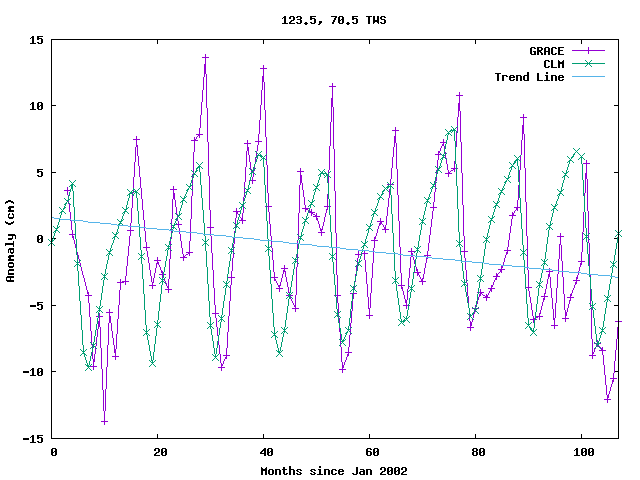 123.5, 70.5 TWS
GRACE
CLM
Trend Line
15
10
5
0
-5
-10
-15
Anomaly (cm)
0 20 40 60 80 100
Months since Jan 2002